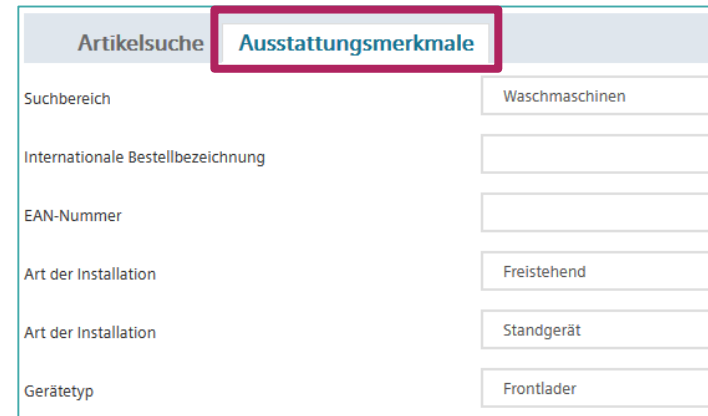 Artikelsuche Ausstattungsmerkmale
Suchbereich Waschmaschinen
Internationale Bestellbezeichnung
EAN-Nummer
Art der Installation Freistehend
Art der Installation Standgerät
Gerätetyp Frontlader